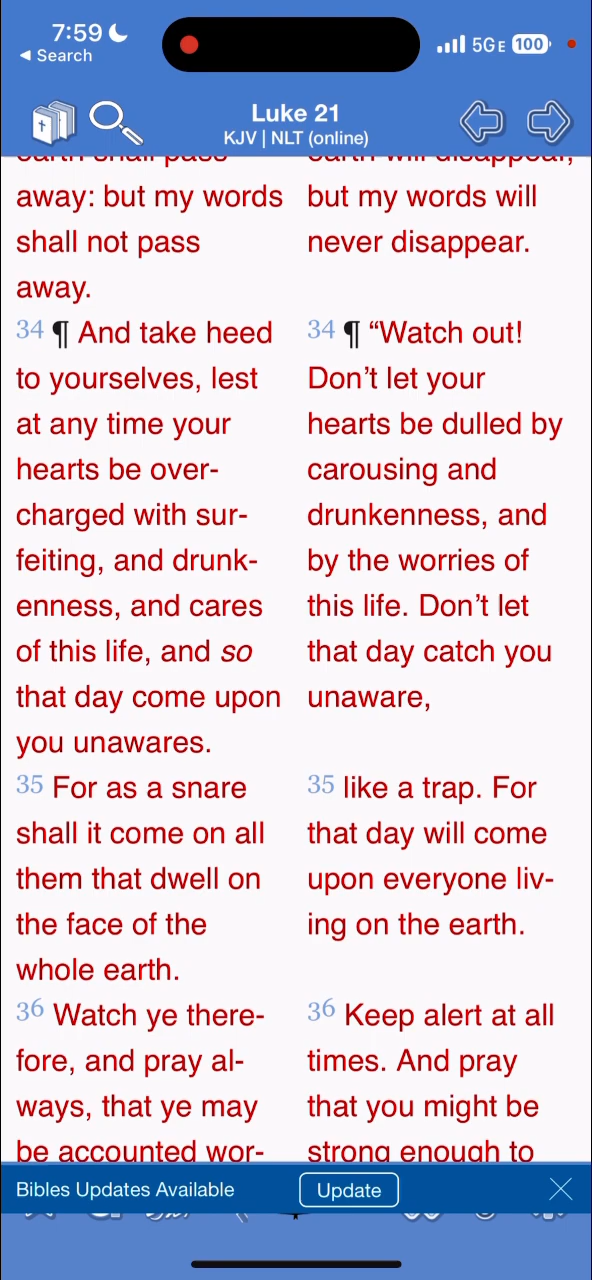 7:59
◀ Search
5GE 100
Luke 21
KJV | NLT (online)
earth shall pass
away: but my words
shall not pass
away.
34 ¶ And take heed
to yourselves, lest
at any time your
hearts be over-
charged with sur-
feiting, and drunk-
enness, and cares
of this life, and so
that day come upon
you unawares.
35 For as a snare
shall it come on all
them that dwell on
the face of the
whole earth.
36 Watch ye there-
fore, and pray al-
ways, that ye may
be accounted wor-
earth will disappear,
but my words will
never disappear.
34 ¶ “Watch out!
Don’t let your
hearts be dulled by
carousing and
drunkenness, and
by the worries of
this life. Don’t let
that day catch you
unaware,
35 like a trap. For
that day will come
upon everyone liv-
ing on the earth.
36 Keep alert at all
times. And pray
that you might be
strong enough to
Bibles Updates Available
Update